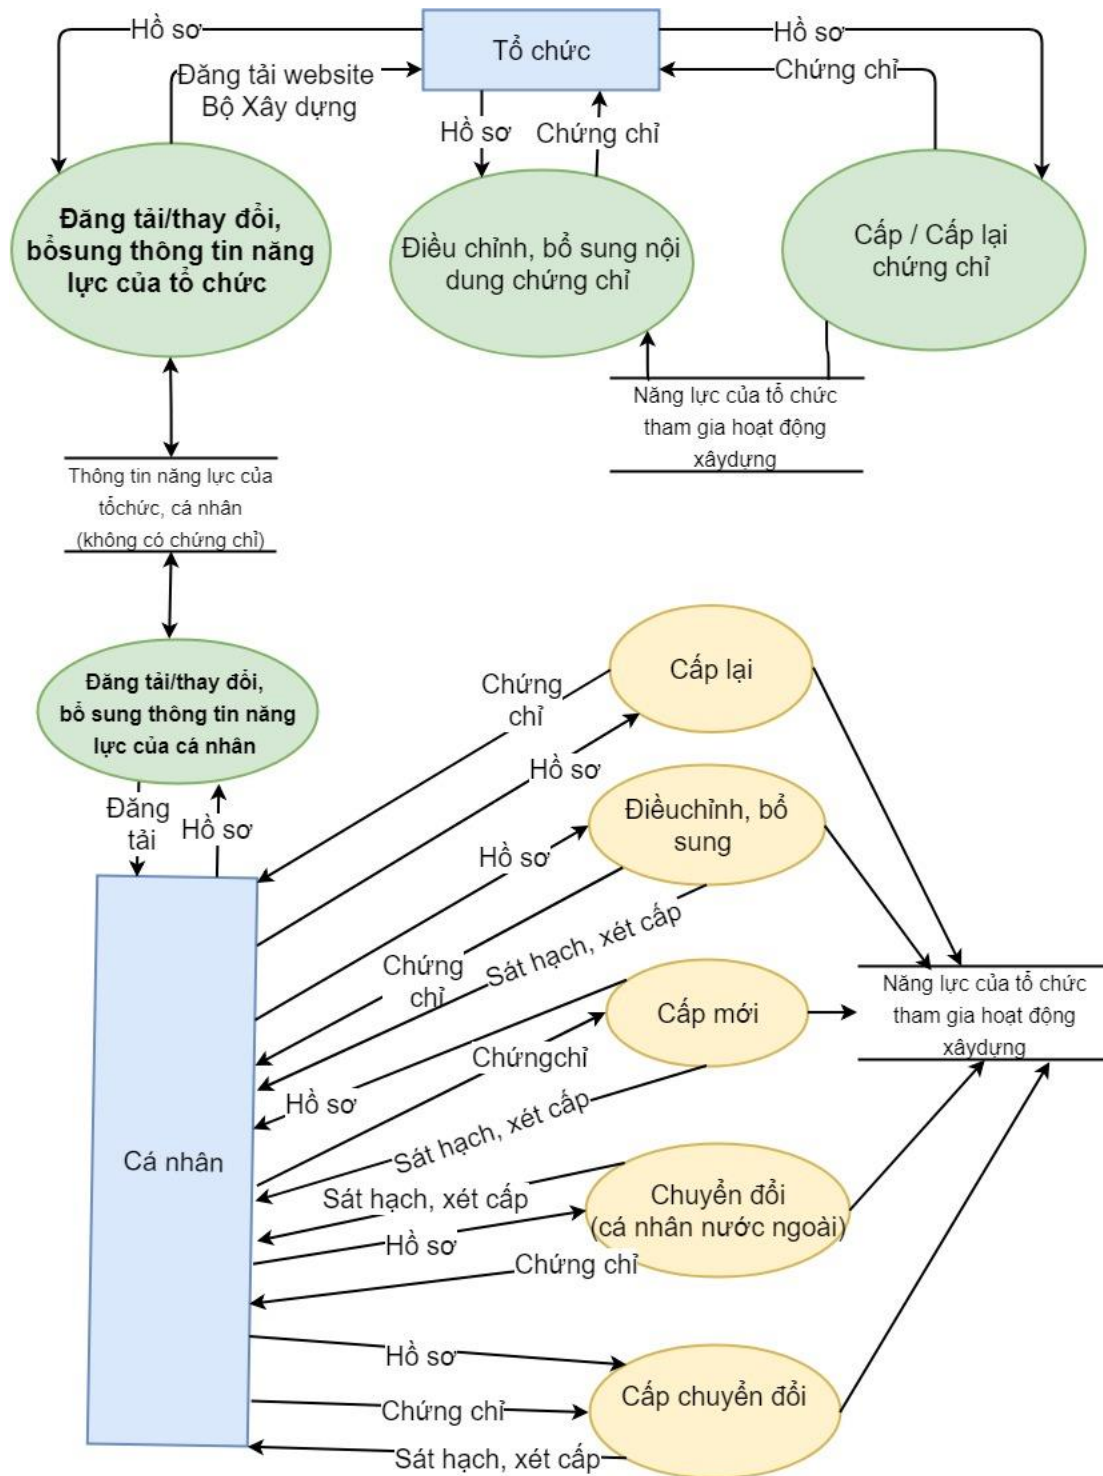 Hồ sơ
Tổ chức
Hồ sơ
Đăng tải website
Bộ Xây dựng
Chứng chỉ
Hồ sơ
Chứng chỉ
Đăng tải/thay đổi,
bổsung thông tin năng
lực của tổ chức
Điều chỉnh, bổ sung nội
dung chứng chỉ
Cấp / Cấp lại
chứng chỉ
Năng lực của tổ chức
tham gia hoạt động
xâydựng
Thông tin năng lực của
tổchức, cá nhân
(không có chứng chỉ)
Đăng tải/thay đổi,
bổ sung thông tin năng
lực của cá nhân
Đăng
tải
Hồ sơ
Chứng
chỉ
Cấp lại
Hồ sơ
Điềuchỉnh, bổ
sung
Hồ sơ
Sát hạch, xét cấp
Chứng
chỉ
Cấp mới
Năng lực của tổ chức
tham gia hoạt động
xâydựng
Chứngchỉ
Hồ sơ
Sát hạch, xét cấp
Cá nhân
Sát hạch, xét cấp
Chuyển đổi
(cá nhân nước ngoài)
Hồ sơ
Chứng chỉ
Hồ sơ
Cấp chuyển đổi
Chứng chỉ
Sát hạch, xét cấp